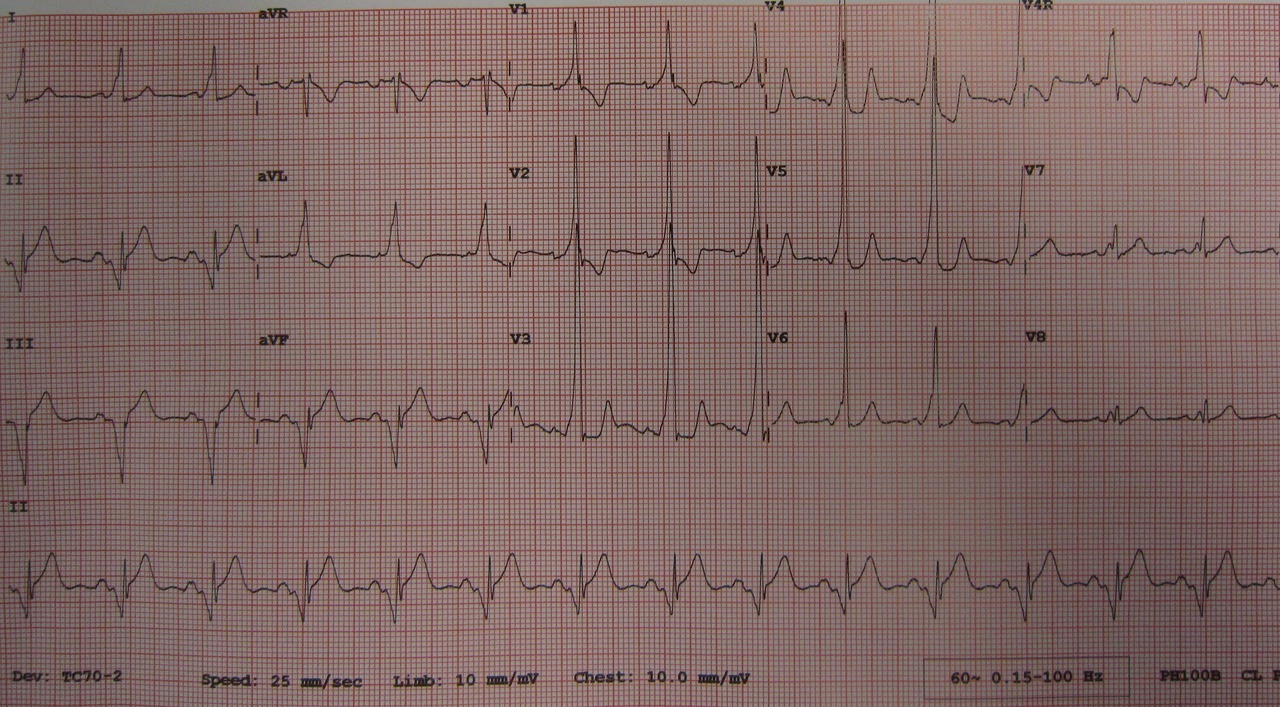 I aVR V1 V4 V4R
II aVL V2 V5 V7
III aVF V3 V6 V8
II
Dev: TC70-2 Speed: 25 mm/sec Limb: 10 mm/mV Chest: 10.0 mm/mV 60~ 0.15-100 Hz PH100B CL